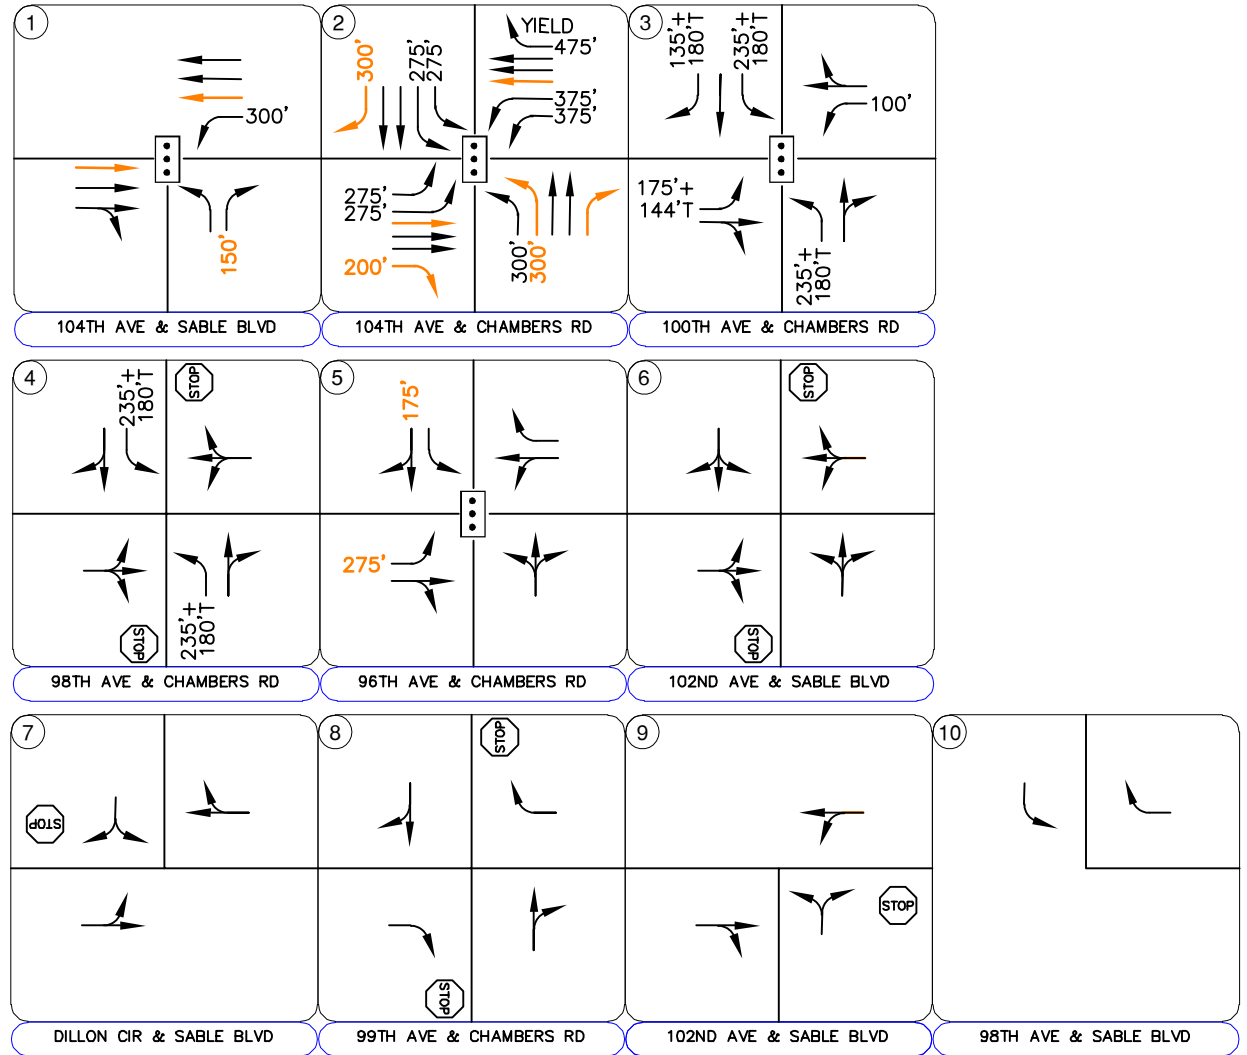 1
300'
150'
104TH AVE & SABLE BLVD
2
300'
275'
275'
YIELD
475'
375'
375'
275'
275'
200'
300'
300'
104TH AVE & CHAMBERS RD
3
135'+
180'T
235'+
180'T
100'
175'+
144'T
235'+
180'T
100TH AVE & CHAMBERS RD
4
235'+
180'T
STOP
STOP
235'+
180'T
98TH AVE & CHAMBERS RD
5
175'
275'
96TH AVE & CHAMBERS RD
6
STOP
STOP
102ND AVE & SABLE BLVD
7
STOP
DILLON CIR & SABLE BLVD
8
STOP
STOP
99TH AVE & CHAMBERS RD
9
STOP
102ND AVE & SABLE BLVD
10
98TH AVE & SABLE BLVD